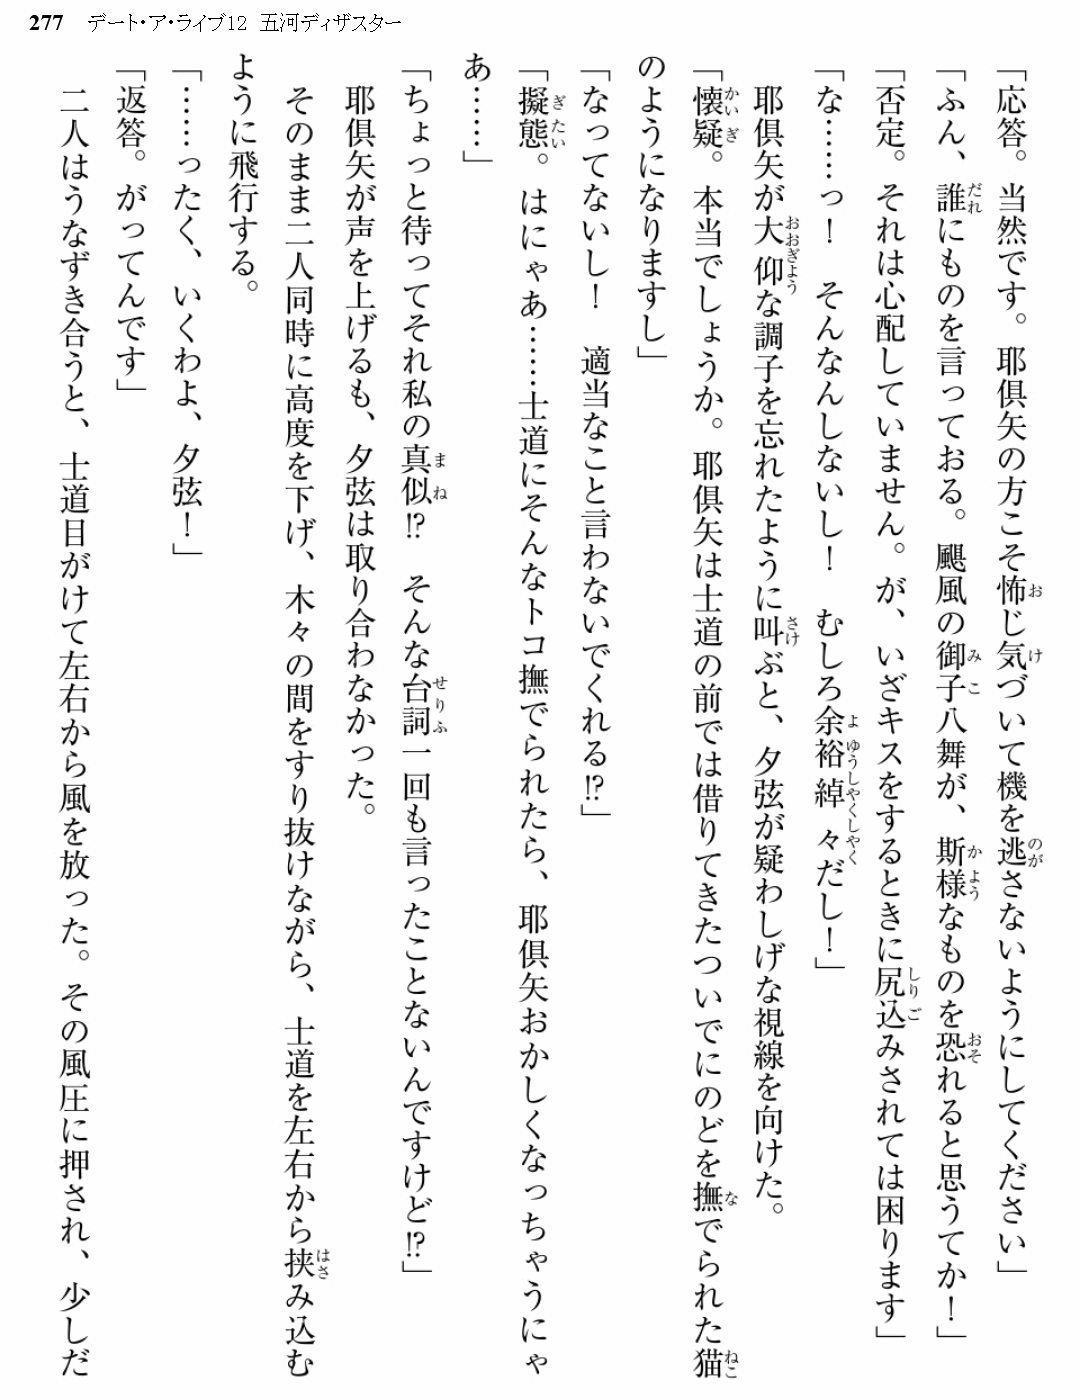 277 デート・ア・ライブ12 五河ディザスター
「応答。当然です。耶倶矢の方こそ怖じ気づいて機を逃さないようにしてください」
「ふん、誰にものを言っておる。颶風の御子八舞が、斯様なものを恐れると思うてか！」
「否定。それは心配していません。が、いざキスをするときに尻込みされては困ります」
「な……っ！　そんなんしないし！　むしろ余裕綽々だし！」
耶倶矢が大仰な調子を忘れたように叫ぶと、夕弦が疑わしげな視線を向けた。
「懐疑。本当でしょうか。耶倶矢は士道の前では借りてきたついでにのどを撫でられた猫
のようになりますし」
「なってないし！　適当なこと言わないでくれる⁉」
「擬態。はにゃあ……士道にそんなトコ撫でられたら、耶倶矢おかしくなっちゃうにゃ
あ……」
「ちょっと待ってそれ私の真似⁉　そんな台詞一回も言ったことないんですけど⁉」
耶倶矢が声を上げるも、夕弦は取り合わなかった。
そのまま二人同時に高度を下げ、木々の間をすり抜けながら、士道を左右から挟み込む
ように飛行する。
「……ったく、いくわよ、夕弦！」
「返答。がってんです」
二人はうなずき合うと、士道目がけて左右から風を放った。その風圧に押され、少しだ